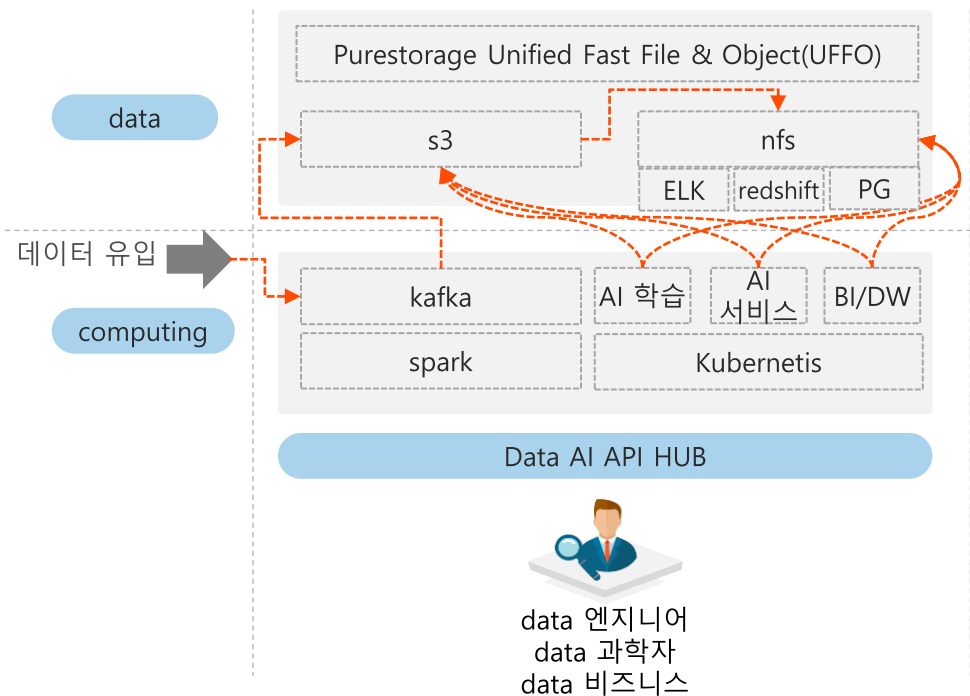 Purestorage Unified Fast File & Object(UFFO)
data
s3
nfs
ELK
redshift
PG
데이터 유입
computing
kafka
AI 학습
AI
서비스
BI/DW
spark
Kubernetis
Data AI API HUB
data 엔지니어
data 과학자
data 비즈니스